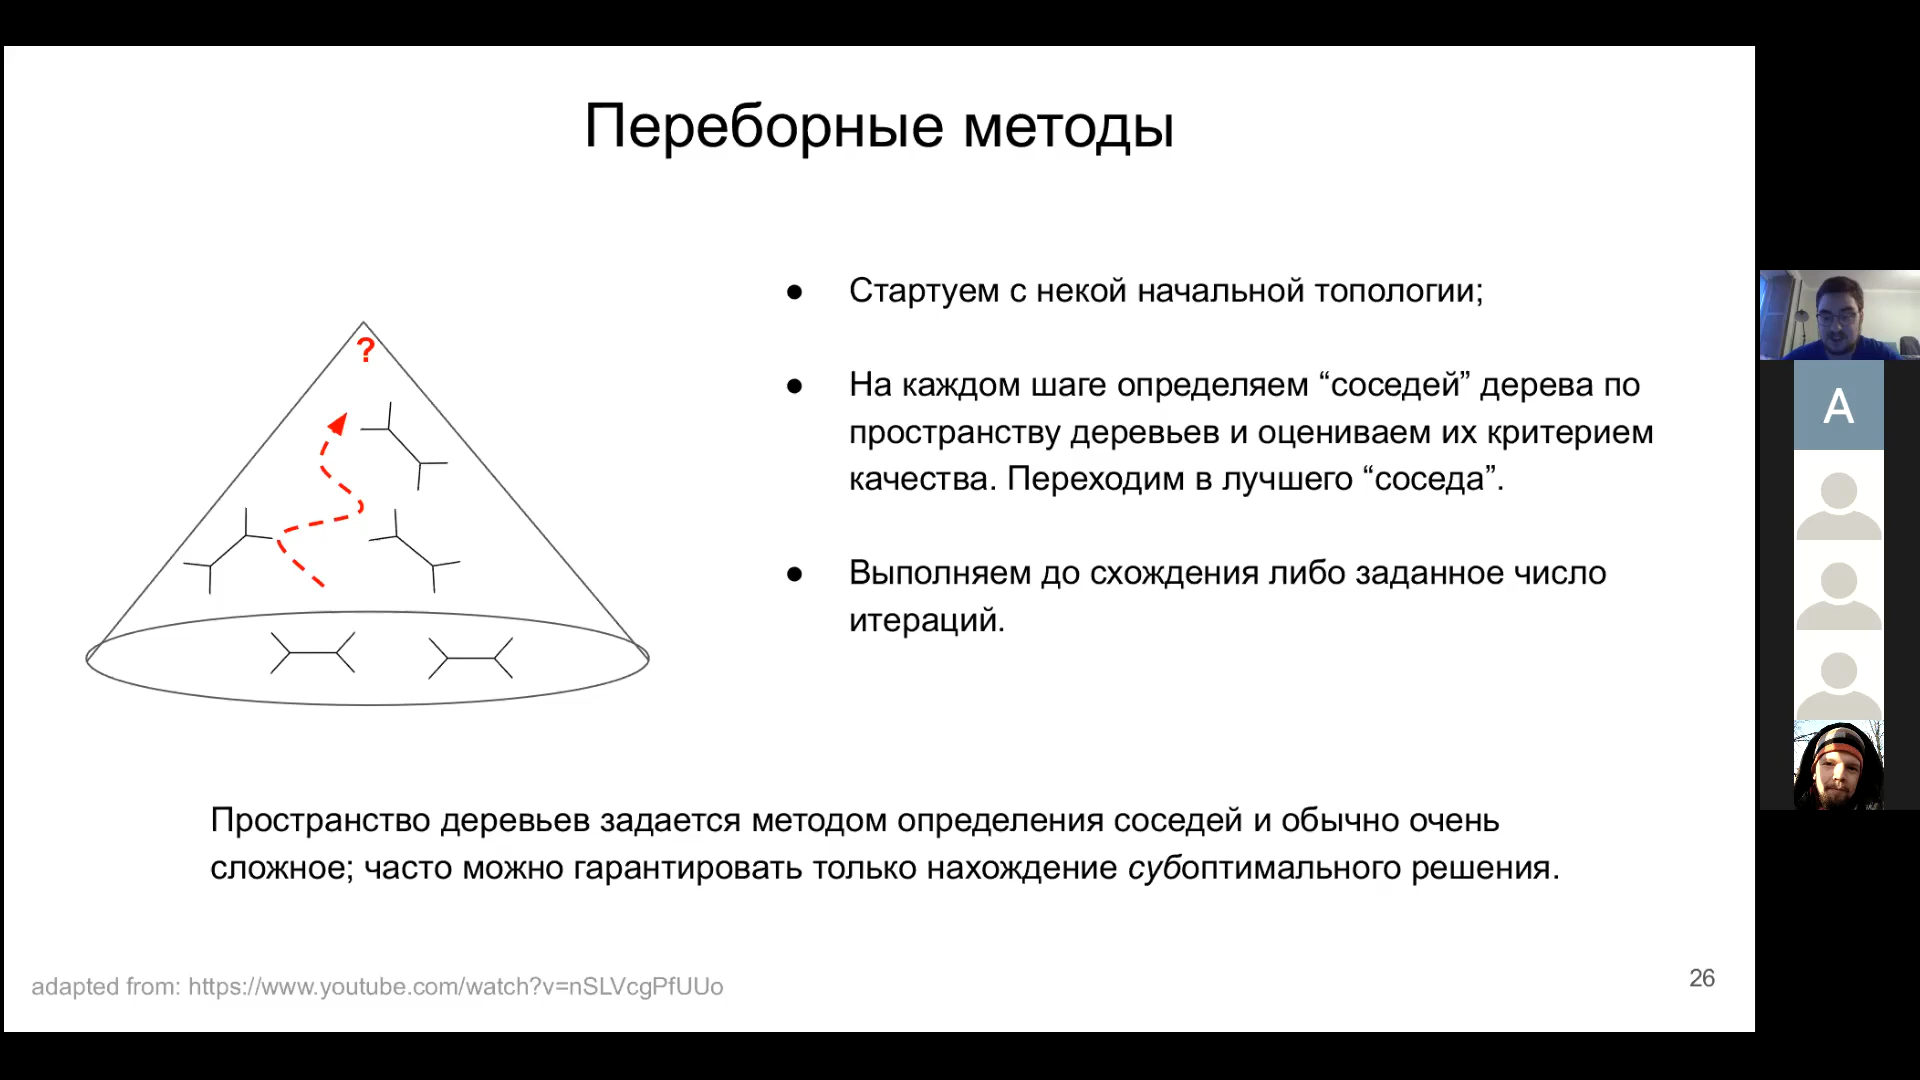 Переборные методы
?
● Стартуем с некой начальной топологии;
● На каждом шаге определяем “соседей” дерева по
пространству деревьев и оцениваем их критерием
качества. Переходим в лучшего “соседа”.
● Выполняем до схождения либо заданное число
итераций.
Пространство деревьев задается методом определения соседей и обычно очень
сложное; часто можно гарантировать только нахождение субоптимального решения.
adapted from: https://www.youtube.com/watch?v=nSLVcgPfUUo
26
A